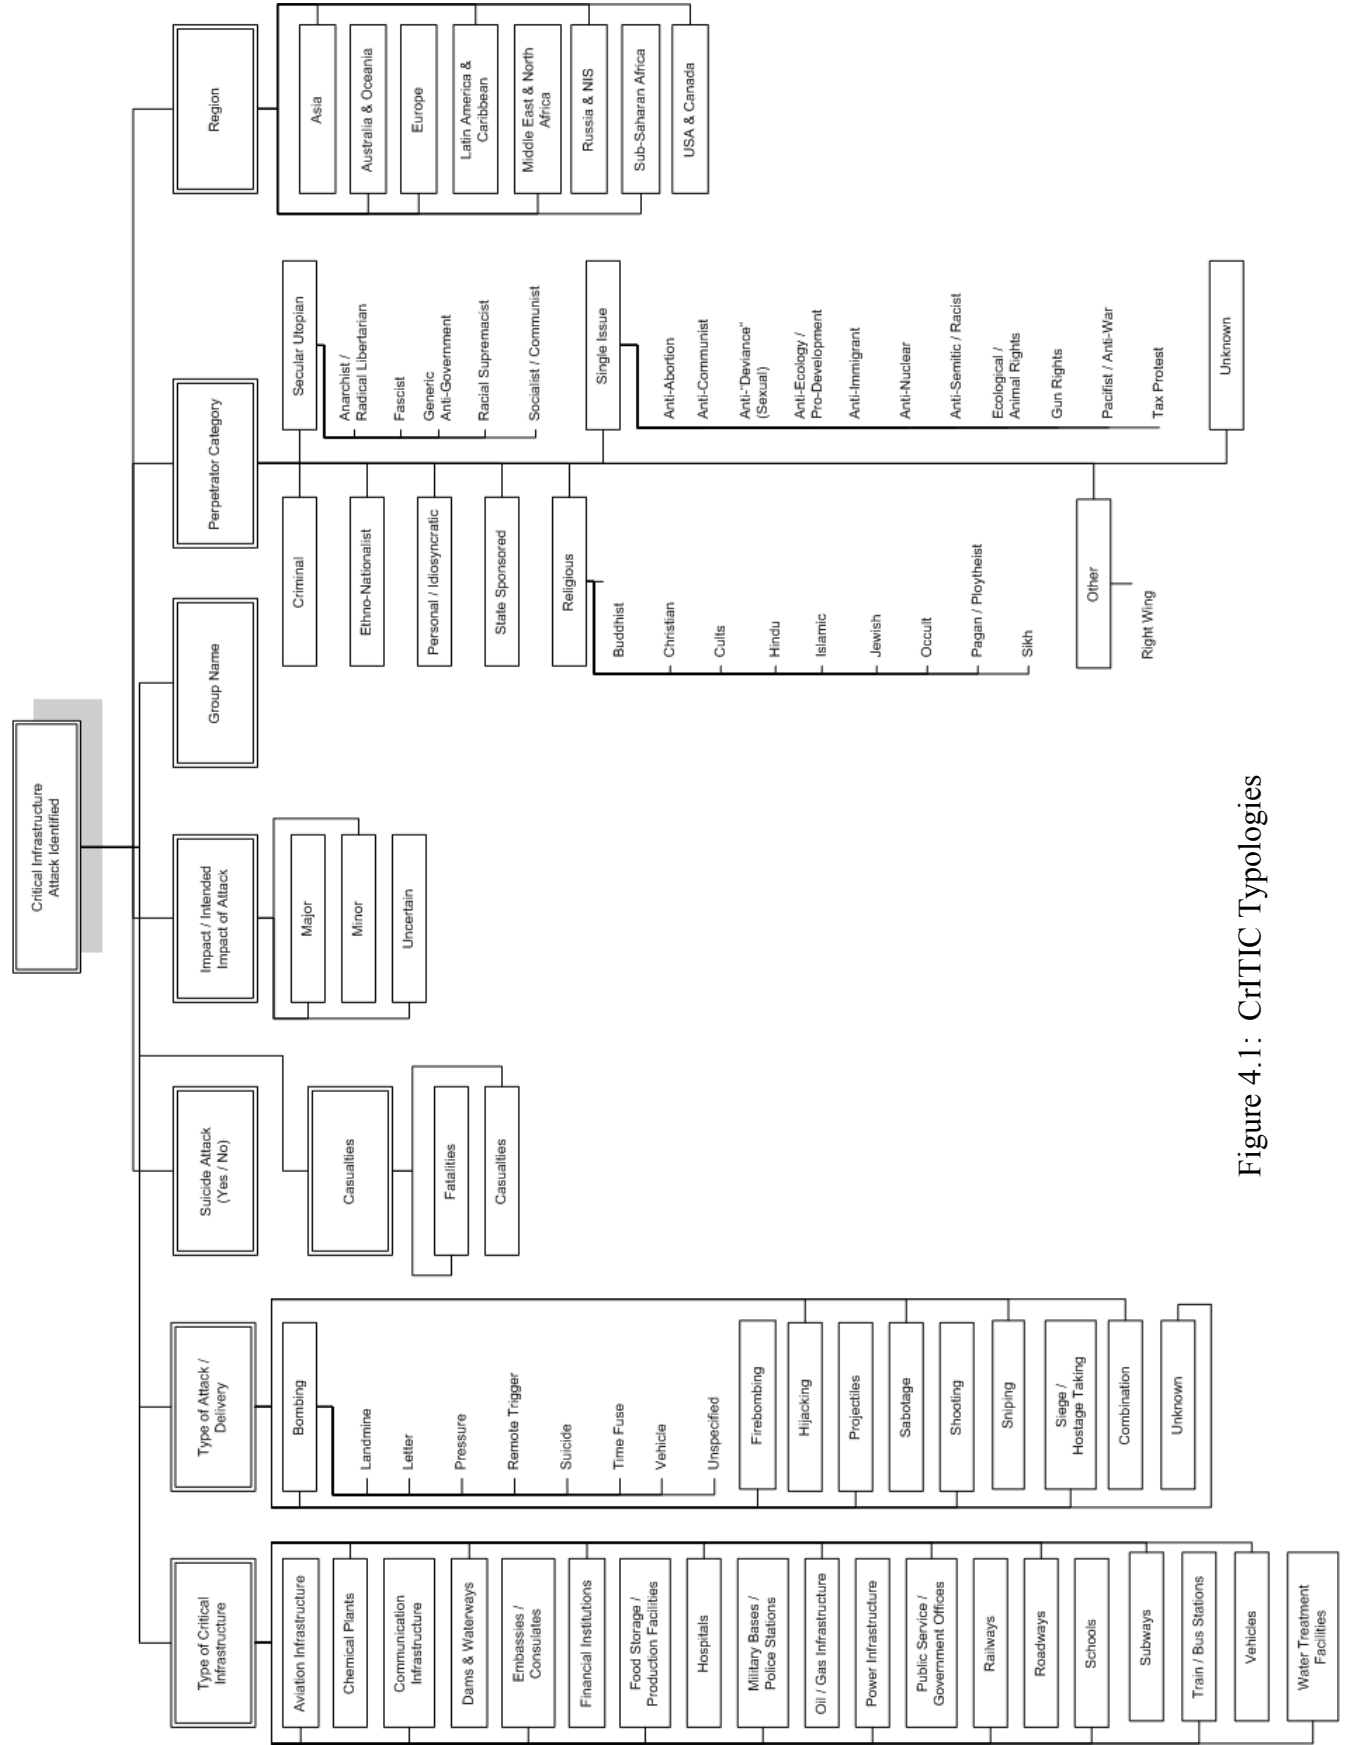 Critical Infrastructure
Attack Identified
Type of Critical
Infrastructure
Aviation Infrastructure
Chemical Plants
Communication
Infrastructure
Dams & Waterways
Embassies /
Consulates
Financial Institutions
Food Storage /
Production Facilities
Hospitals
Military Bases /
Police Stations
Oil / Gas Infrastructure
Power Infrastructure
Public Service /
Government Offices
Railways
Roadways
Schools
Subways
Train / Bus Stations
Vehicles
Water Treatment
Facilities
Type of Attack /
Delivery
Bombing
Landmine
Letter
Pressure
Remote Trigger
Suicide
Time Fuse
Vehicle
Unspecified
Firebombing
Hijacking
Projectiles
Sabotage
Shooting
Sniping
Siege /
Hostage Taking
Combination
Unknown
Suicide Attack
(Yes / No)
Casualties
Fatalities
Casualties
Impact / Intended
Impact of Attack
Major
Minor
Uncertain
Group Name
Perpetrator Category
Criminal
Ethno-Nationalist
Personal / Idiosyncratic
State Sponsored
Religious
Buddhist
Christian
Cults
Hindu
Islamic
Jewish
Occult
Pagan / Ploytheist
Sikh
Other
Right Wing
Secular Utopian
Anarchist /
Radical Libertarian
Fascist
Generic
Anti-Government
Racial Supremacist
Socialist / Communist
Single Issue
Anti-Abortion
Anti-Communist
Anti-"Deviance"
(Sexual)
Anti-Ecology /
Pro-Development
Anti-Immigrant
Anti-Nuclear
Anti-Semitic / Racist
Ecological /
Animal Rights
Gun Rights
Pacifist / Anti-War
Tax Protest
Unknown
Region
Asia
Australia & Oceania
Europe
Latin America &
Caribbean
Middle East & North
Africa
Russia & NIS
Sub-Saharan Africa
USA & Canada
Figure 4.1: CrITIC Typologies